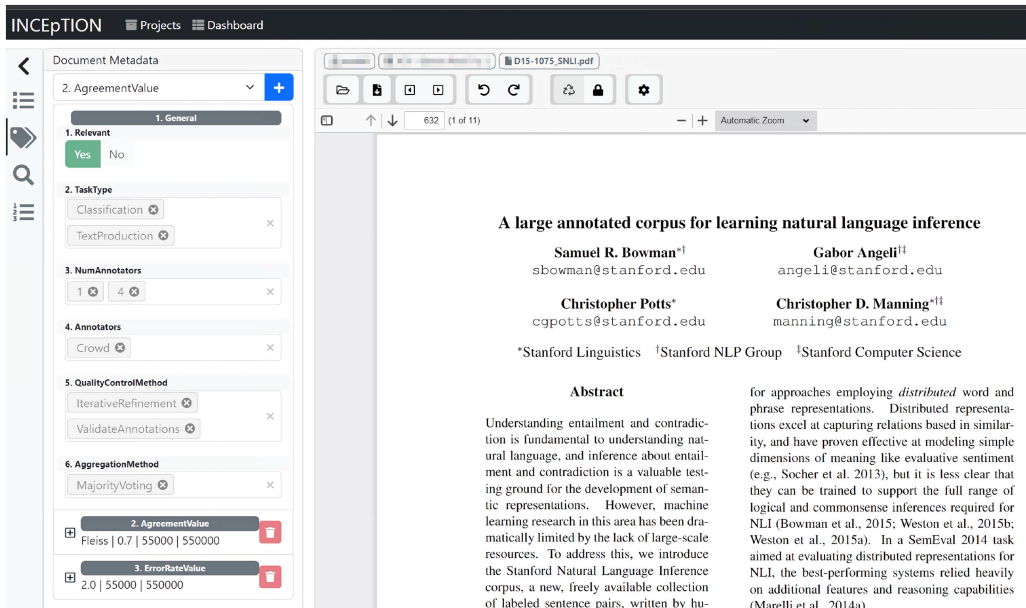 INCEpTION Projects Dashboard
Document Metadata
2. AgreementValue
1. General
1. Relevant
Yes No
2. TaskType
Classification
TextProduction
3. NumAnnotators
1 4
4. Annotators
Crowd
5. QualityControlMethod
IterativeRefinement
ValidateAnnotations
6. AggregationMethod
MajorityVoting
2. AgreementValue
Fleiss | 0.7 | 55000 | 550000
3. ErrorRateValue
2.0 | 55000 | 550000
D15-1075_SNLI.pdf
632 (1 of 11) Automatic Zoom
A large annotated corpus for learning natural language inference
Samuel R. Bowman*†
sbowman@stanford.edu
Gabor Angeli†‡
angeli@stanford.edu
Christopher Potts*
cgpotts@stanford.edu
Christopher D. Manning*†‡
manning@stanford.edu
*Stanford Linguistics †Stanford NLP Group ‡Stanford Computer Science
Abstract
Understanding entailment and contradic-
tion is fundamental to understanding nat-
ural language, and inference about entail-
ment and contradiction is a valuable test-
ing ground for the development of seman-
tic representations. However, machine
learning research in this area has been dra-
matically limited by the lack of large-scale
resources. To address this, we introduce
the Stanford Natural Language Inference
corpus, a new, freely available collection
of labeled sentence pairs, written by hu-
for approaches employing distributed word and
phrase representations. Distributed representa-
tions excel at capturing relations based in similar-
ity, and have proven effective at modeling simple
dimensions of meaning like evaluative sentiment
(e.g., Socher et al. 2013), but it is less clear that
they can be trained to support the full range of
logical and commonsense inferences required for
NLI (Bowman et al., 2015; Weston et al., 2015b;
Weston et al., 2015a). In a SemEval 2014 task
aimed at evaluating distributed representations for
NLI, the best-performing systems relied heavily
on additional features and reasoning capabilities
(Marelli et al., 2014a).